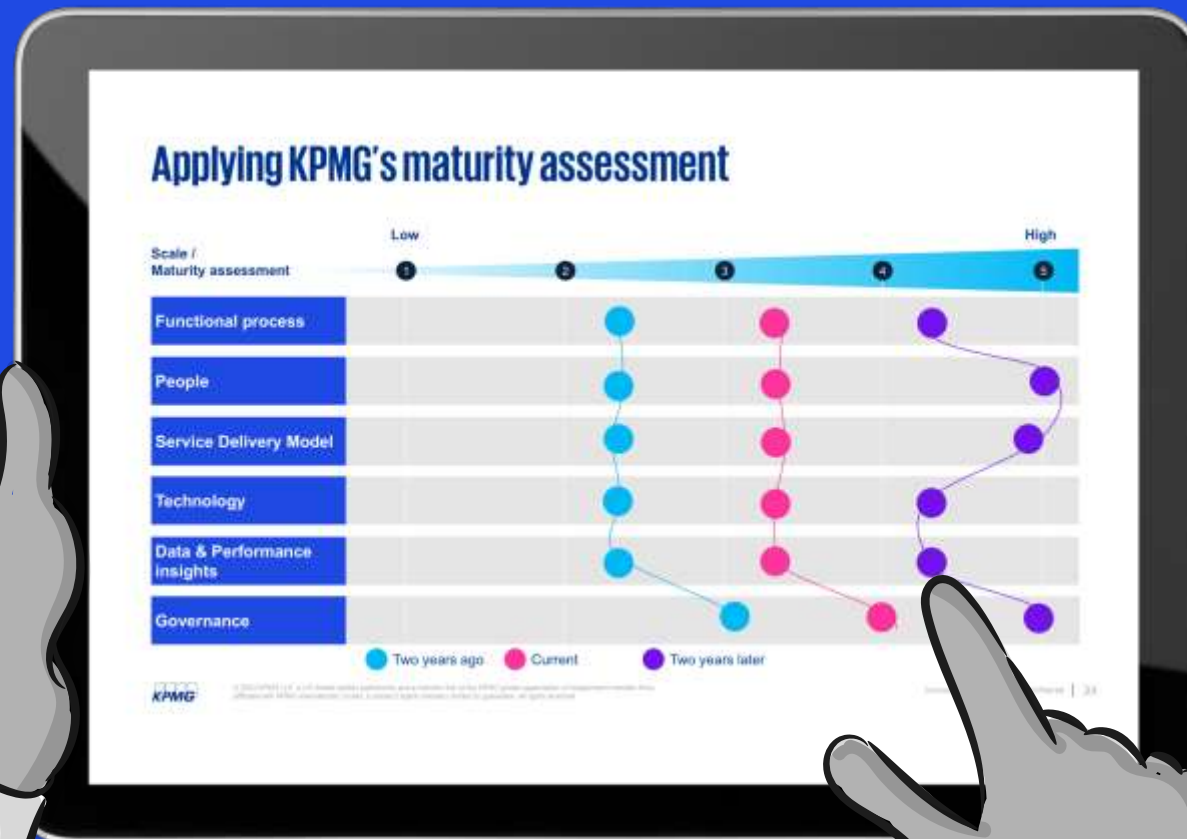 Applying KPMG's maturity assessment
Low
High
Scale /
Maturity assessment
1
2
3
4
5
Functional process
People
Service Delivery Model
Technology
Data & Performance
insights
Governance
Two years ago
Current
Two years later
KPMG
24